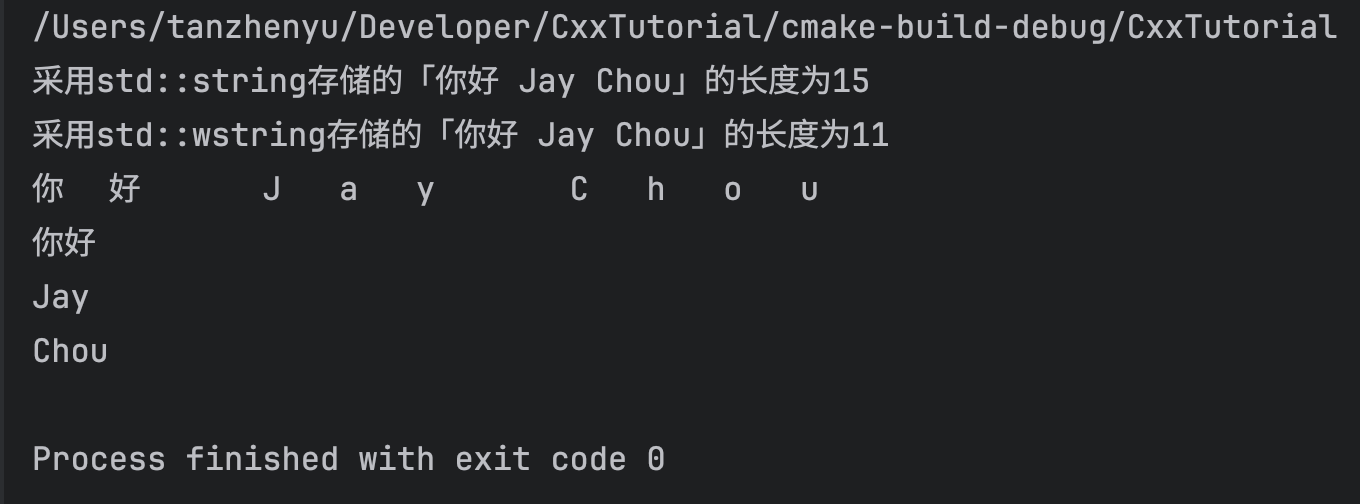 /Users/tanzhenyu/Developer/CxxTutorial/cmake-build-debug/CxxTutorial
采用std::string存储的「你好 Jay Chou」的长度为15
采用std::wstring存储的「你好 Jay Chou」的长度为11
你 好   J a y   C h o u
你好
Jay
Chou
Process finished with exit code 0